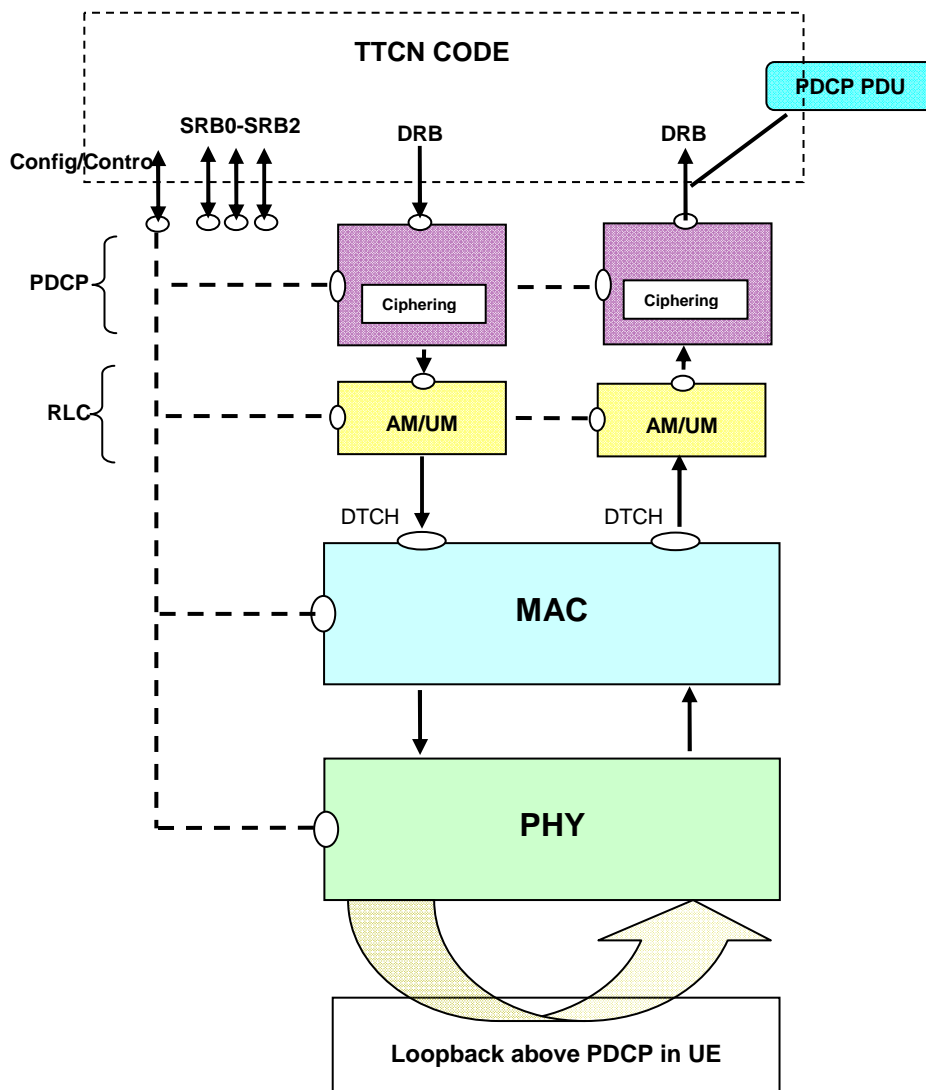 TTCN CODE
PDCP PDU
SRB0-SRB2
DRB
DRB
Config/Contro
PDCP
Ciphering
Ciphering
RLC
AM/UM
AM/UM
DTCH
DTCH
MAC
PHY
Loopback above PDCP in UE